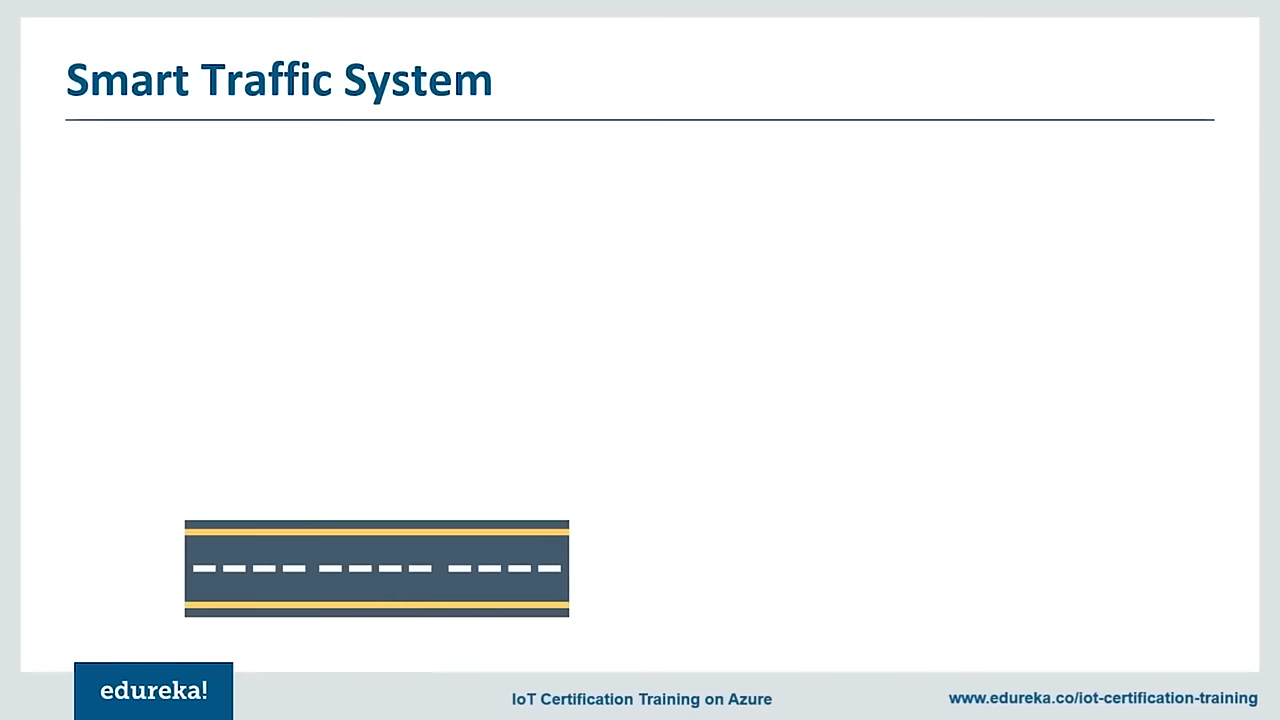 Smart Traffic System
edureka!
IoT Certification Training on Azure
www.edureka.co/iot-certification-training